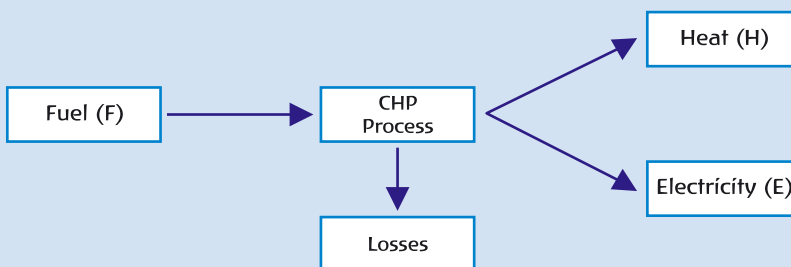 Heat (H)
Fuel (F)
CHP
Process
Electricity (E)
Losses